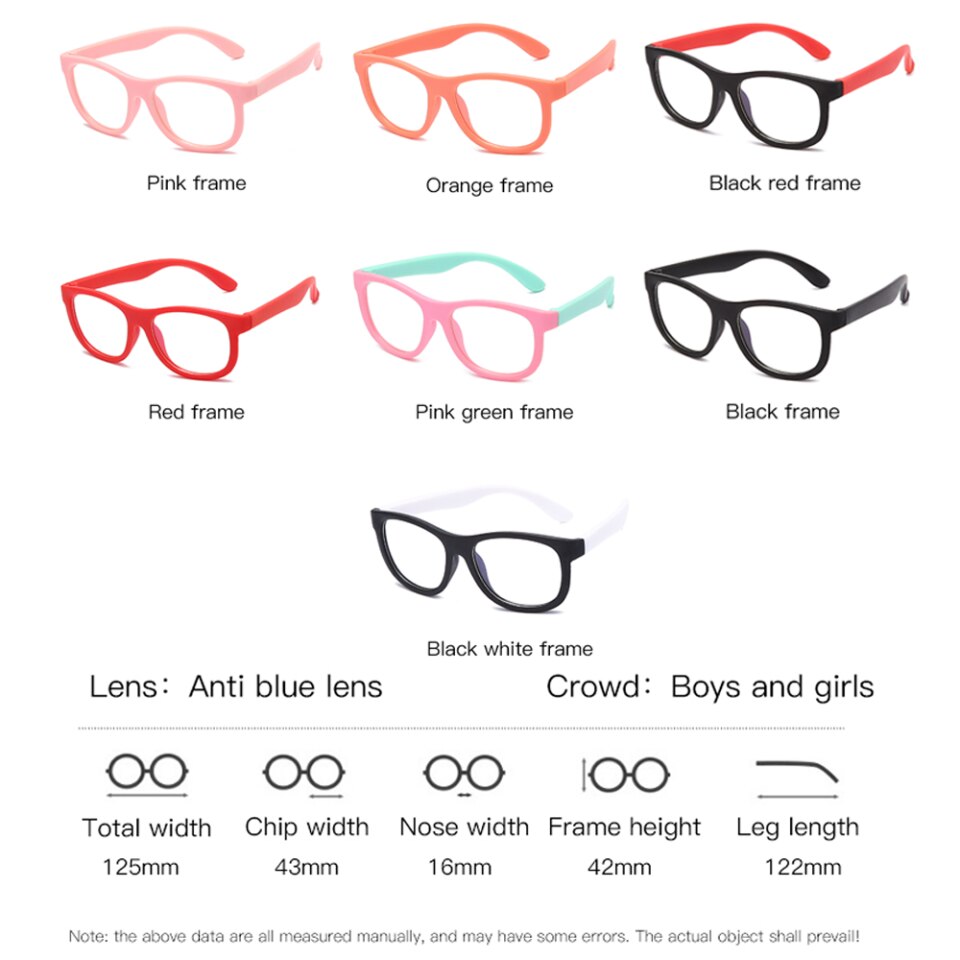 Pink frame
Orange frame
Black red frame
Red frame
Pink green frame
Black frame
Black white frame
Lens: Anti blue lens
Crowd: Boys and girls
Total width
Chip width
Nose width
Frame height
Leg length
125mm
43mm
16mm
42mm
122mm
Note: the above data are all measured manually, and may have some errors. The actual object shall prevail!